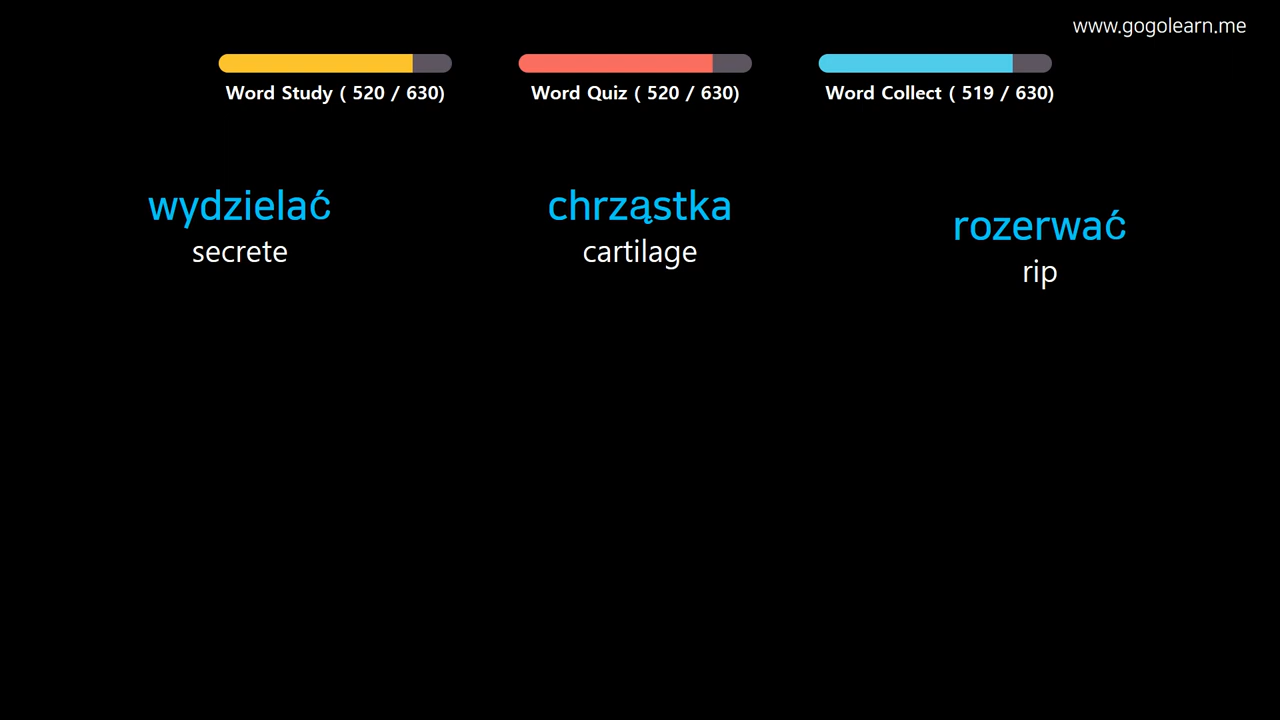 www.gogolearn.me
Word Study ( 520 / 630)
Word Quiz ( 520 / 630)
Word Collect ( 519 / 630)
wydzielać
secrete
chrząstka
cartilage
rozerwać
rip